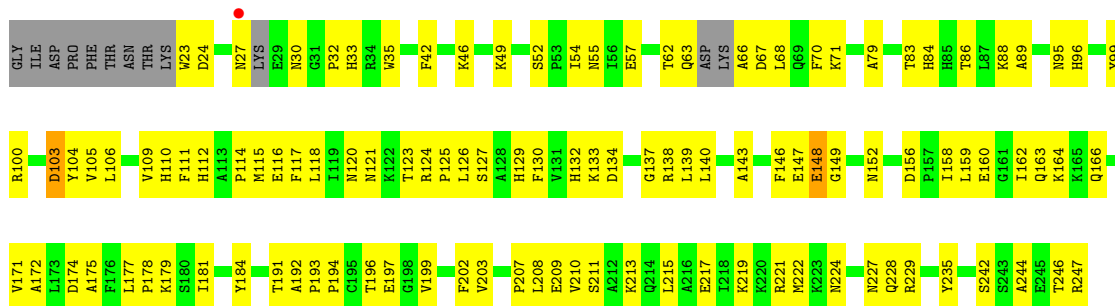 GLY ILE ASP PRO PHE THR ASN THR LYS W23 D24 N27 LYS E29 N30 G31 P32 H33 R34 W35 F42 K46 K49 S52 P53 I54 N55 I56 E57 T62 Q63 ASP LYS A66 D67 L68 Q69 F70 K71 A79 T83 H84 H85 T86 L87 K88 A89 N95 H96 Y99
R100 D103 Y104 V105 L106 V109 H110 F111 H112 A113 P114 M115 E116 F117 L118 I119 N120 N121 K122 T123 R124 P125 L126 S127 A128 H129 F130 V131 H132 K133 D134 G137 R138 L139 L140 A143 F146 E147 E148 G149 N152 D156 P157 I158 L159 E160 G161 I162 Q163 K164 K165 Q166
V171 A172 L173 D174 A175 F176 L177 P178 K179 S180 I181 Y184 T191 A192 P193 P194 C195 T196 E197 G198 V199 F202 V203 P207 L208 E209 V210 S211 A212 K213 Q214 L215 A216 E217 I218 K219 K220 R221 M222 K223 N224 N227 Q228 R229 Y235 S242 S243 A244 E245 T246 R247